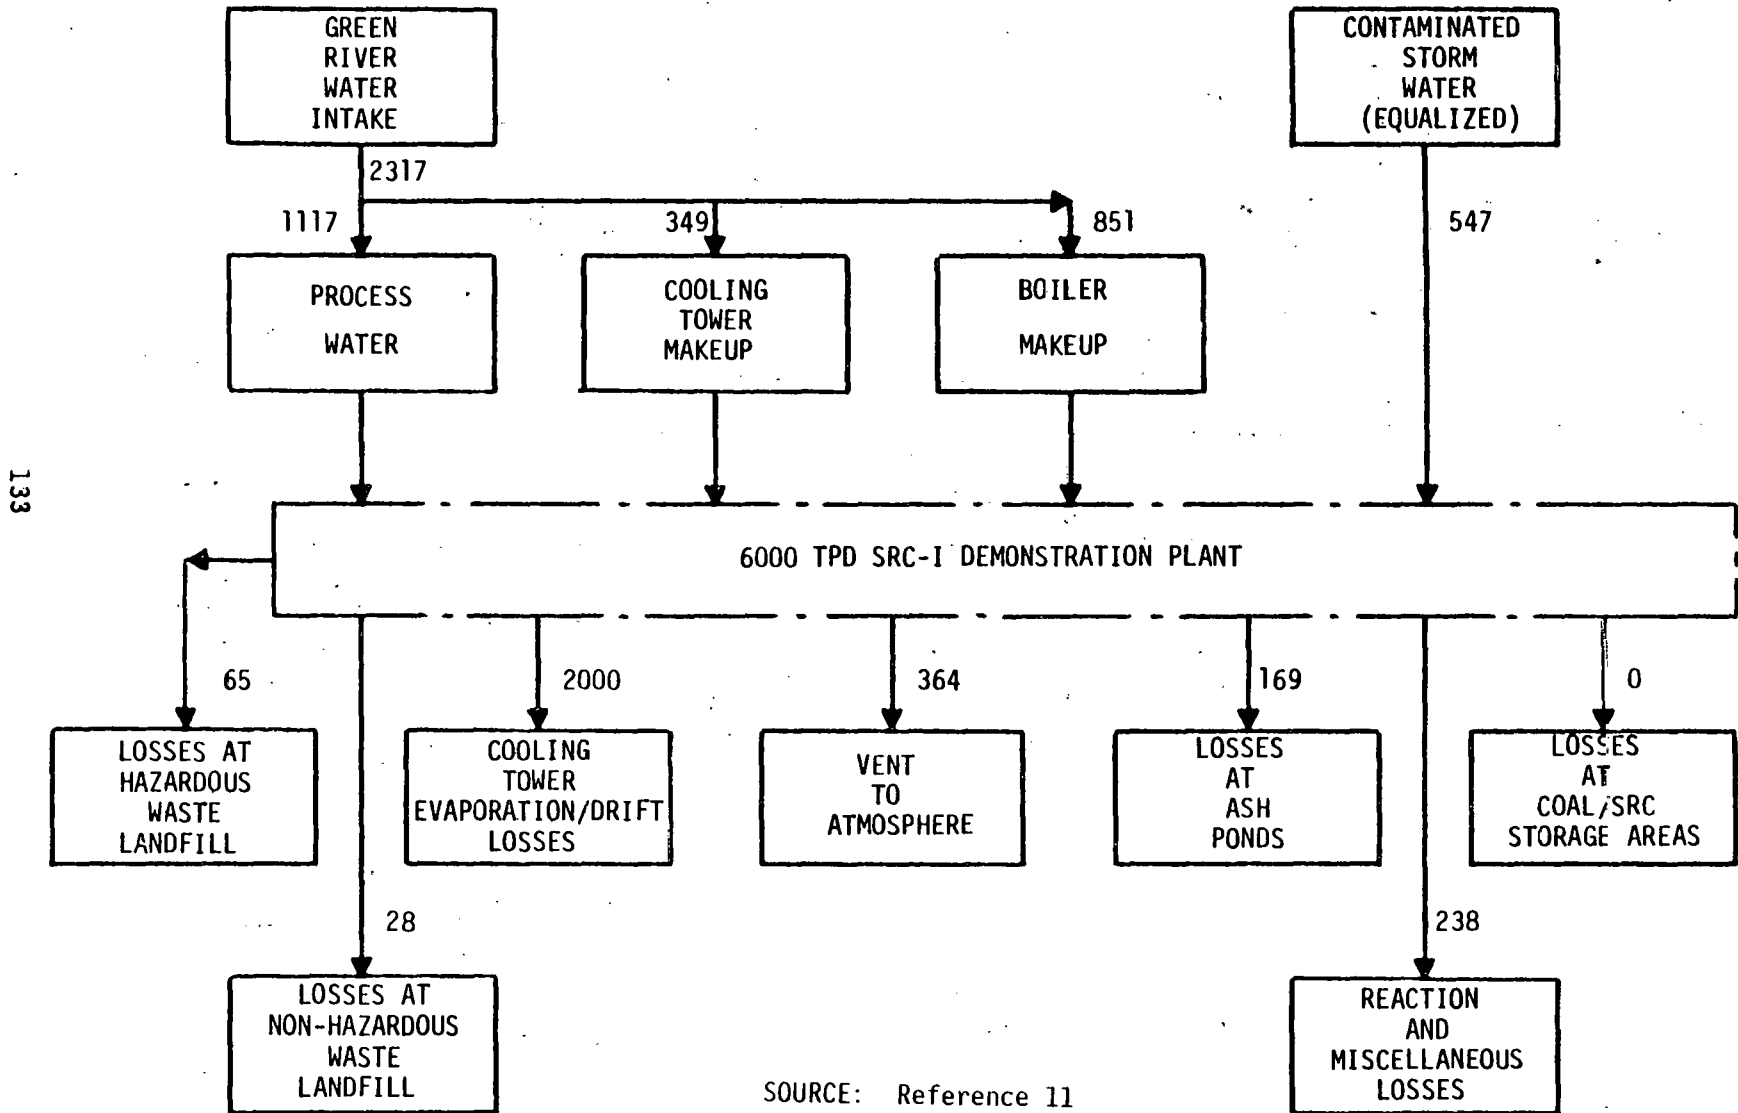 GREEN
RIVER
WATER
INTAKE
CONTAMINATED
STORM
WATER
(EQUALIZED)
2317
1117
349
851
547
PROCESS
WATER
COOLING
TOWER
MAKEUP
BOILER
MAKEUP
133
6000 TPD SRC-I DEMONSTRATION PLANT
65
2000
364
169
0
LOSSES AT
HAZARDOUS
WASTE
LANDFILL
COOLING
TOWER
EVAPORATION/DRIFT
LOSSES
VENT
TO
ATMOSPHERE
LOSSES
AT
ASH
PONDS
LOSSES
AT
COAL/SRC
STORAGE AREAS
28
238
LOSSES AT
NON-HAZARDOUS
WASTE
LANDFILL
REACTION
AND
MISCELLANEOUS
LOSSES
SOURCE: Reference 11